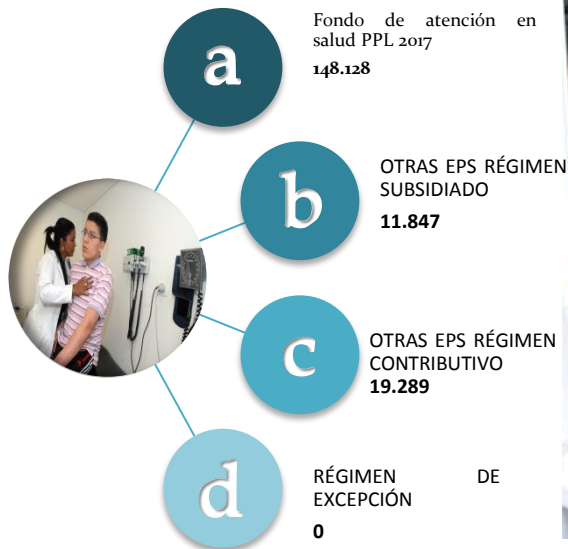 a
Fondo de atención en
salud PPL 2017
148.128
b
OTRAS EPS RÉGIMEN
SUBSIDIADO
11.847
c
OTRAS EPS RÉGIMEN
CONTRIBUTIVO
19.289
d
RÉGIMEN DE
EXCEPCIÓN
0